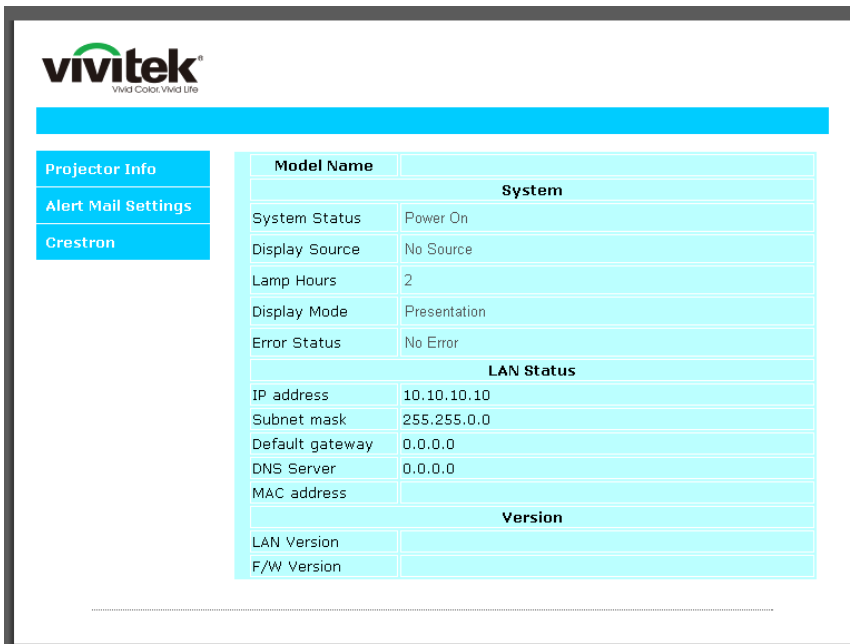 vivitek®
Vivid Color. Vivid Life
Projector Info
Alert Mail Settings
Crestron
Model Name
System
System Status Power On
Display Source No Source
Lamp Hours 2
Display Mode Presentation
Error Status No Error
LAN Status
IP address 10.10.10.10
Subnet mask 255.255.0.0
Default gateway 0.0.0.0
DNS Server 0.0.0.0
MAC address
Version
LAN Version
F/W Version